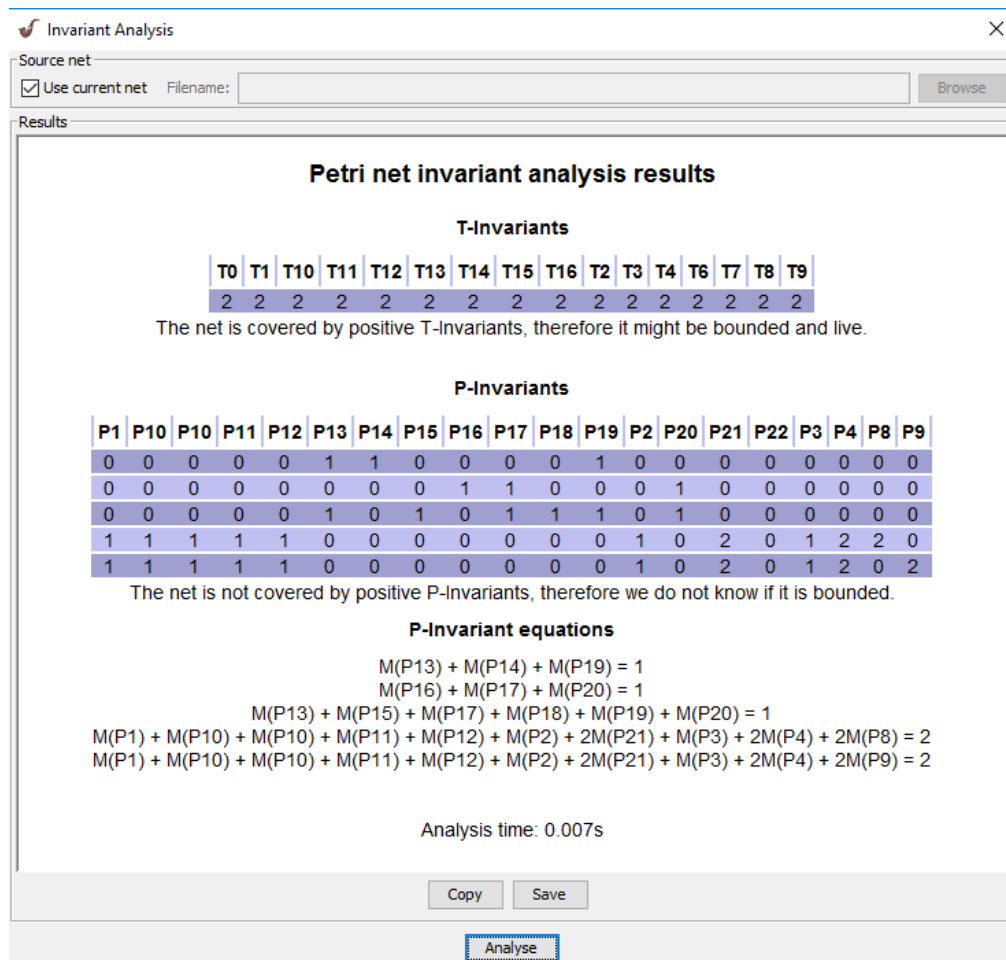 Invariant Analysis
Source net
Use current net Filename: Browse
Results
Petri net invariant analysis results
T-Invariants
T0 T1 T10 T11 T12 T13 T14 T15 T16 T2 T3 T4 T6 T7 T8 T9
2 2 2 2 2 2 2 2 2 2 2 2 2 2 2 2
The net is covered by positive T-Invariants, therefore it might be bounded and live.
P-Invariants
P1 P10 P10 P11 P12 P13 P14 P15 P16 P17 P18 P19 P2 P20 P21 P22 P3 P4 P8 P9
0 0 0 0 0 1 1 0 0 0 0 1 0 0 0 0 0 0 0 0
0 0 0 0 0 0 0 0 1 1 0 0 0 1 0 0 0 0 0 0
0 0 0 0 0 1 0 1 0 1 1 1 0 1 0 0 0 0 0 0
1 1 1 1 1 0 0 0 0 0 0 0 1 0 2 0 1 2 2 0
1 1 1 1 1 0 0 0 0 0 0 0 1 0 2 0 1 2 0 2
The net is not covered by positive P-Invariants, therefore we do not know if it is bounded.
P-Invariant equations
M(P13) + M(P14) + M(P19) = 1
M(P16) + M(P17) + M(P20) = 1
M(P13) + M(P15) + M(P17) + M(P18) + M(P19) + M(P20) = 1
M(P1) + M(P10) + M(P10) + M(P11) + M(P12) + M(P2) + 2M(P21) + M(P3) + 2M(P4) + 2M(P8) = 2
M(P1) + M(P10) + M(P10) + M(P11) + M(P12) + M(P2) + 2M(P21) + M(P3) + 2M(P4) + 2M(P9) = 2
Analysis time: 0.007s
Copy Save
Analyse